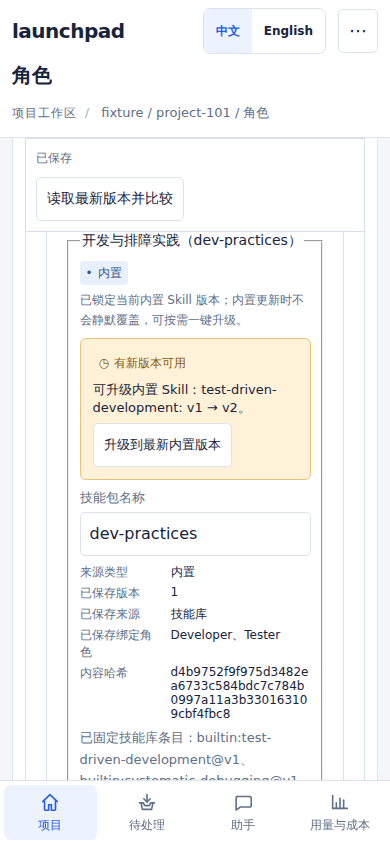 launchpad
中文 English ···
角色
项目工作区 / fixture / project-101 / 角色
已保存
读取最新版本并比较
开发与排障实践（dev-practices）
• 内置
已锁定当前内置 Skill 版本；内置更新时不
会静默覆盖，可按需一键升级。
有新版本可用
可升级内置 Skill：test-driven-
development: v1 → v2。
升级到最新内置版本
技能包名称
dev-practices
来源类型 内置
已保存版本 1
已保存来源 技能库
已保存绑定角 Developer、Tester
色
内容哈希 d4b9752f9f975d3482e
a6733c584bdc7c784b
0997a11a3b33016310
9cbf4fbc8
已固定技能库条目：builtin:test-
driven-development@v1、
builtin:systematic-debugging@v1
项目 待处理 助手 用量与成本